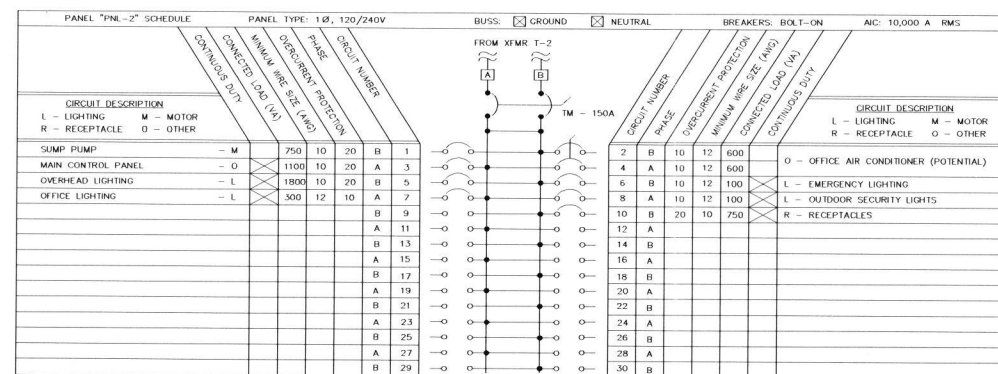 PANEL "PNL-2" SCHEDULE PANEL TYPE: 1Ø, 120/240V BUSS: GROUND NEUTRAL BREAKERS: BOLT-ON AIC: 10,000 A RMS
CONTINUOUS DUTY
CONNECTED LOAD (VA)
MINIMUM WIRE SIZE (AWG)
OVERCURRENT PROTECTION
PHASE
CIRCUIT NUMBER
FROM XFMR T-2
A B
TM - 150A
CIRCUIT NUMBER
PHASE
OVERCURRENT PROTECTION
MINIMUM WIRE SIZE (AWG)
CONNECTED LOAD (VA)
CONTINUOUS DUTY
CIRCUIT DESCRIPTION
L - LIGHTING M - MOTOR
R - RECEPTACLE O - OTHER
CIRCUIT DESCRIPTION
L - LIGHTING M - MOTOR
R - RECEPTACLE O - OTHER
SUMP PUMP - M 750 10 20 B 1 2 B 10 12 600
O - OFFICE AIR CONDITIONER (POTENTIAL)
MAIN CONTROL PANEL - O 1100 10 20 A 3 4 A 10 12 600
OVERHEAD LIGHTING - L 1800 10 20 B 5 6 B 10 12 100 L - EMERGENCY LIGHTING
OFFICE LIGHTING - L 300 12 10 A 7 8 A 10 12 100 L - OUTDOOR SECURITY LIGHTS
B 9 10 B 20 10 750 R - RECEPTACLES
A 11 12 A
B 13 14 B
A 15 16 A
B 17 18 B
A 19 20 A
B 21 22 B
A 23 24 A
B 25 26 B
A 27 28 A
B 29 30 B